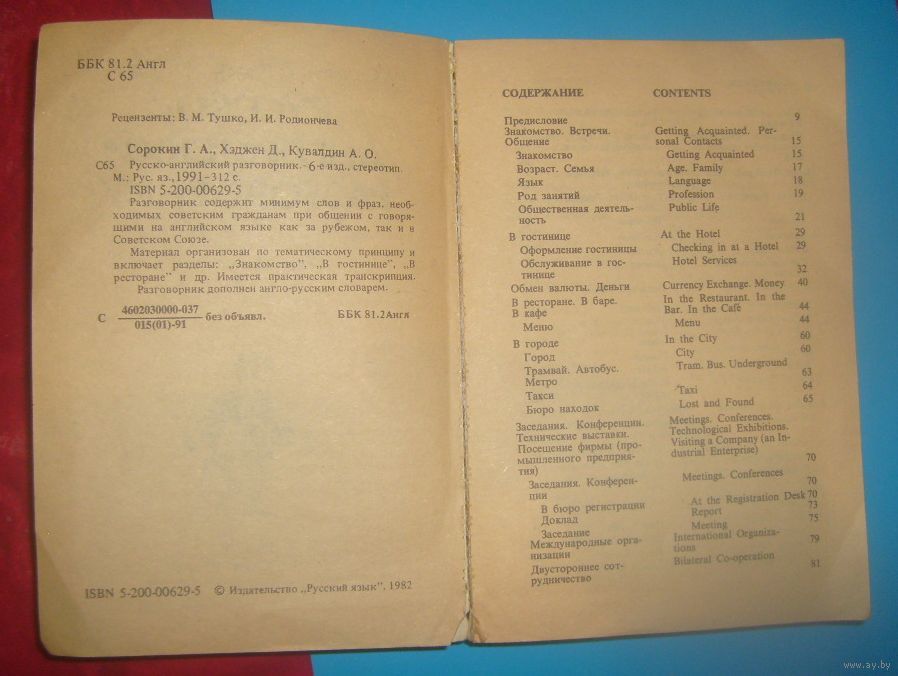 ББК 81.2 Англ
С 65
Рецензенты: В. М. Тушко, И. И. Родиончева
Сорокин Г. А., Хэджен Д., Кувалдин А. О.
С65 Русско-английский разговорник.–6-е изд., стереотип.
М.: Рус. яз.,1991–312 с.
ISBN 5-200-00629-5
Разговорник содержит минимум слов и фраз, необ-
ходимых советским гражданам при общении с говоря-
щими на английском языке как за рубежом, так и в
Советском Союзе.
Материал организован по тематическому принципу и
включает разделы: „Знакомство", „В гостинице", „В
ресторане" и др. Имеется практическая транскрипция.
Разговорник дополнен англо-русским словарем.
С 4602030000-037 без объявл. ББК 81.2Англ
015(01)-91
ISBN 5-200-00629-5 © Издательство „Русский язык", 1982
СОДЕРЖАНИЕ CONTENTS
Предисловие 9
Знакомство. Встречи. Getting Acquainted. Per-
Общение sonal Contacts 15
Знакомство Getting Acquainted 15
Возраст. Семья Age. Family 17
Язык Language 18
Род занятий Profession 19
Общественная деятель- Public Life
ность 21
В гостинице At the Hotel 29
Оформление гостиницы Checking in at a Hotel 29
Обслуживание в гос- Hotel Services
тинице 32
Обмен валюты. Деньги Currency Exchange. Money 40
В ресторане. В баре. In the Restaurant. In the
В кафе Bar. In the Café 44
Меню Menu 44
В городе In the City 60
Город City 60
Трамвай. Автобус. Tram. Bus. Underground
Метро 63
Такси Taxi 64
Бюро находок Lost and Found 65
Заседания. Конференции. Meetings. Conferences.
Технические выставки. Technological Exhibitions.
Посещение фирмы (про- Visiting a Company (an In-
мышленного предприя- dustrial Enterprise)
тия) 70
Заседания. Конферен- Meetings. Conferences
ции 70
В бюро регистрации At the Registration Desk 70
Доклад Report 73
Заседание Meeting 75
Международные орга- International Organiza-
низации tions 79
Двустороннее сот- Bilateral Co-operation
рудничество 81
www.ay.by